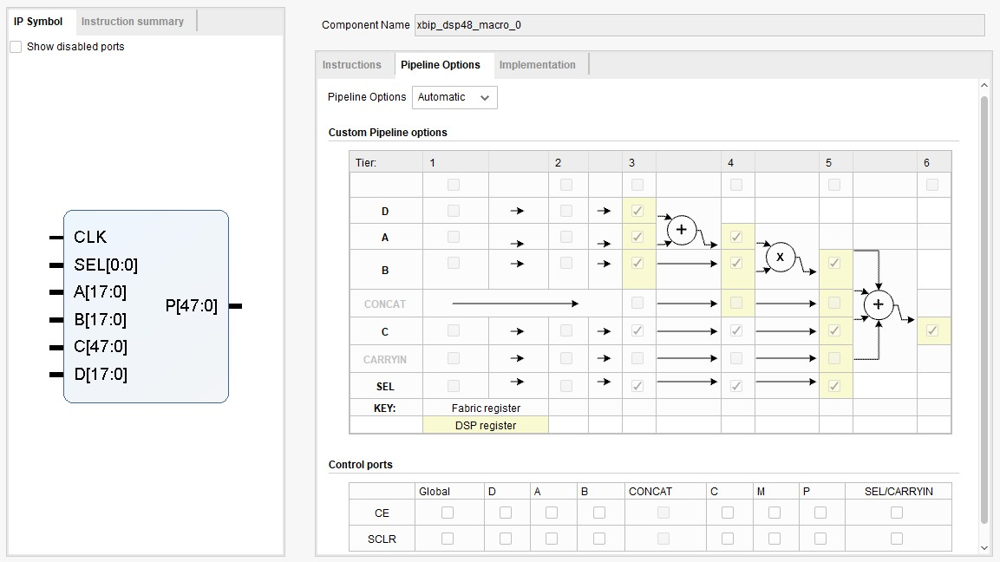 IP Symbol
Instruction summary
Show disabled ports
CLK
SEL[0:0]
A[17:0]
B[17:0]
C[47:0]
D[17:0]
P[47:0]
Component Name xbip_dsp48_macro_0
Instructions
Pipeline Options
Implementation
Pipeline Options Automatic
Custom Pipeline options
Tier: 1 2 3 4 5 6
D
A
+
B
X
CONCAT
+
C
CARRYIN
SEL
KEY: Fabric register
DSP register
Control ports
Global D A B CONCAT C M P SEL/CARRYIN
CE
SCLR